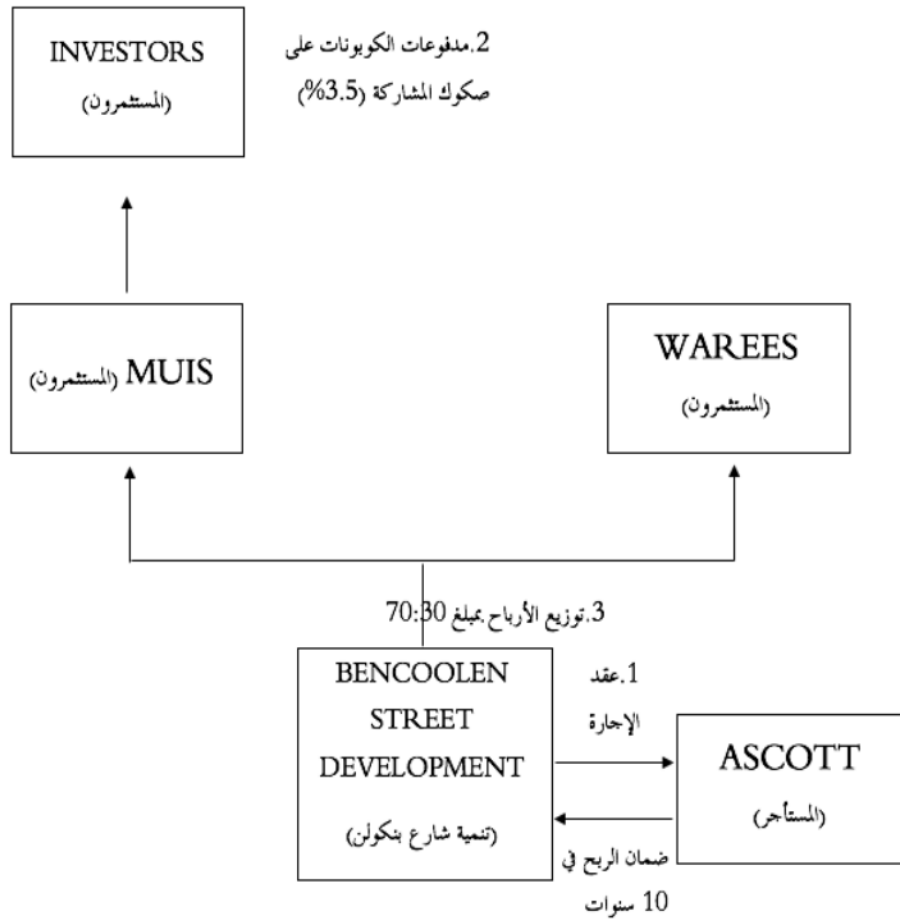 INVESTORS
(المستثمرون)
2.مدفوعات الكوبونات على
صكوك المشاركة (3.5%)
MUIS (المستثمرون)
WAREES
(المستثمرون)
3.توزيع الأرباح بمبلغ 70:30
BENCOOLEN
STREET
DEVELOPMENT
(تنمية شارع بنكولن)
1.عقد
الإجارة
ASCOTT
(المستأجر)
ضمان الربح في
10 سنوات